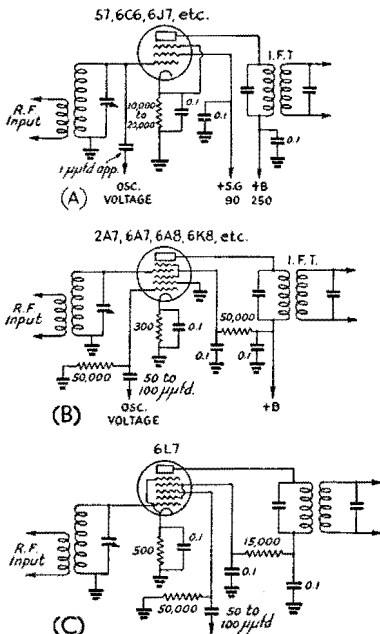 57, 6C6, 6J7, etc.
I.F.T
R.F.
Input
10,000
to
25,000
0.1
0.1
0.1
1 µµfd app.
OSC.
VOLTAGE
+S.G
90
+B
250
(A)
2A7, 6A7, 6A8, 6K8, etc.
I.F.T.
R.F.
Input
300
0.1
50,000
0.1
0.1
50,000
50 to
100 µµfd.
OSC.
VOLTAGE
+B
(B)
6L7
R.F.
Input
500
0.1
15,000
0.1
0.1
50,000
50 to
100 µµfd
(C)